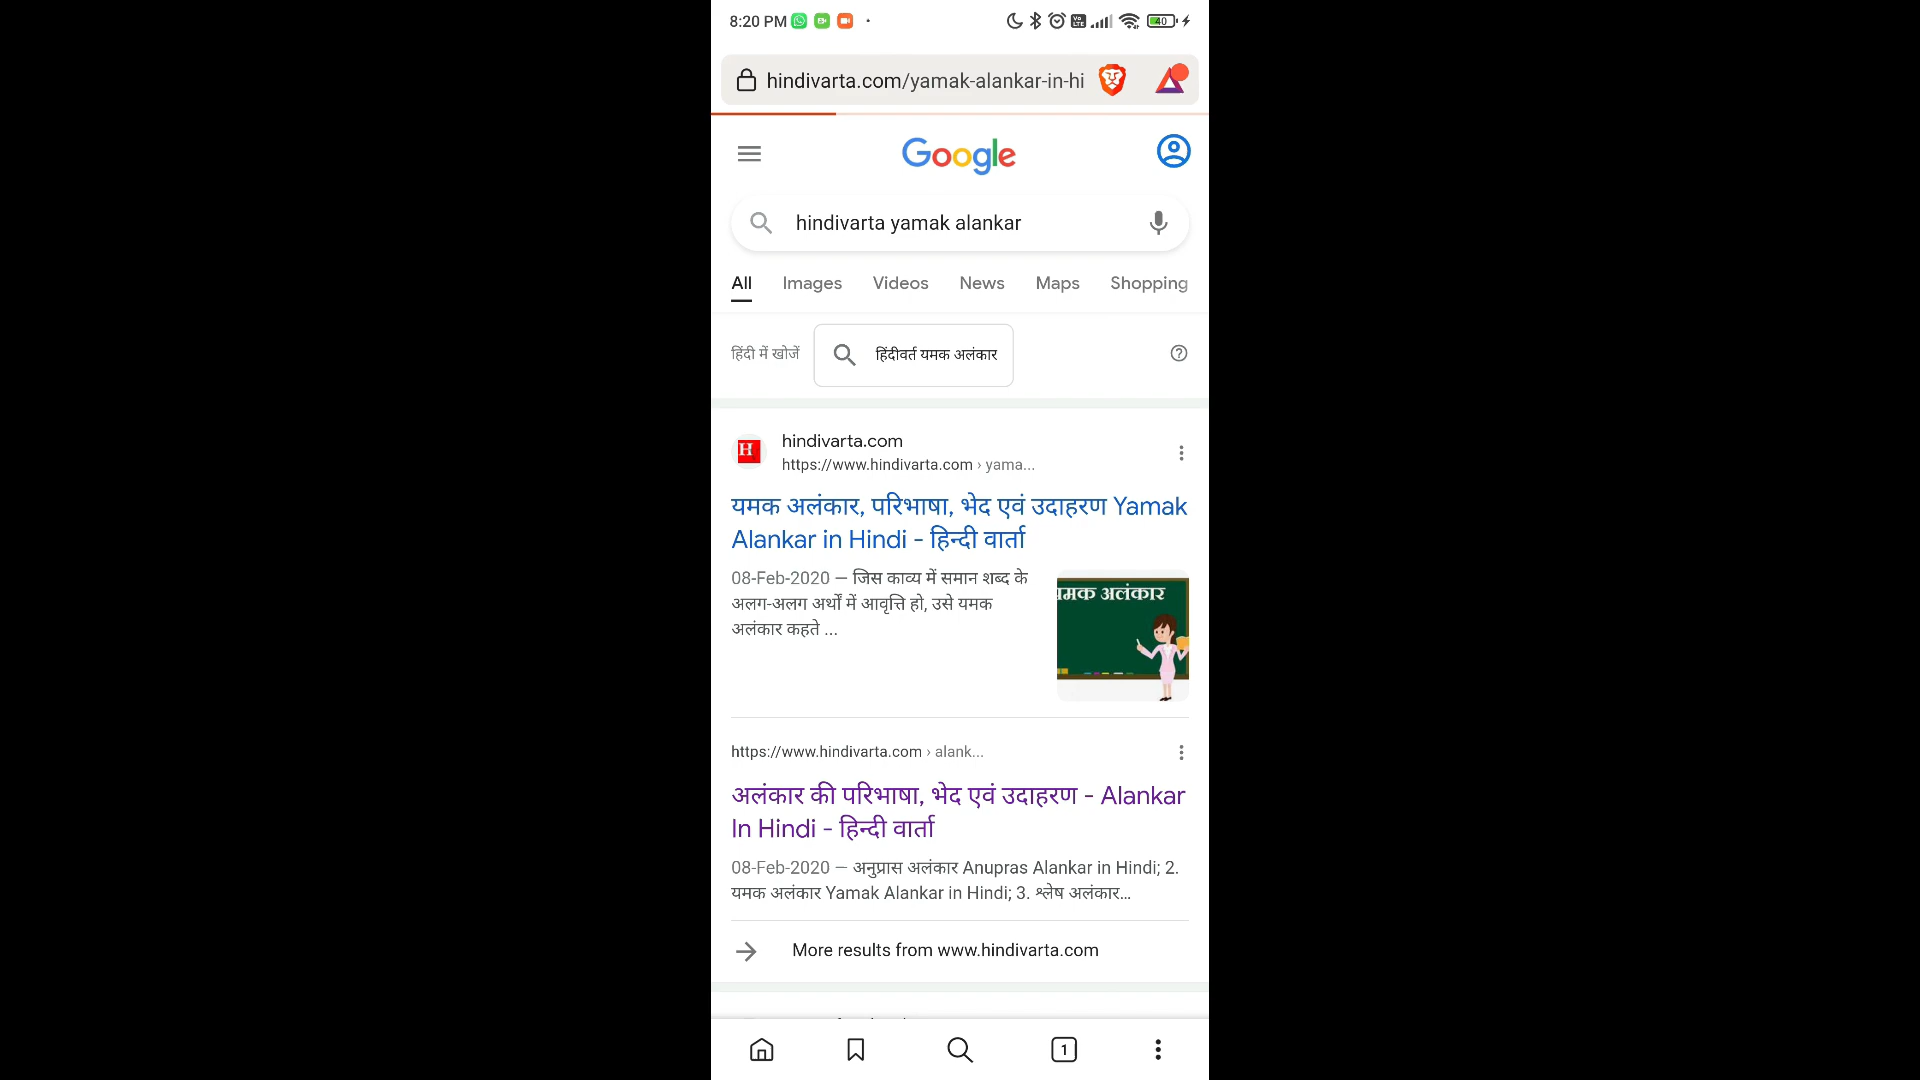 8:20 PM
40
hindivarta.com/yamak-alankar-in-hi
Google
hindivarta yamak alankar
All Images Videos News Maps Shopping
हिंदी में खोजें हिंदीवर्त यमक अलंकार
hindivarta.com
https://www.hindivarta.com › yama...
यमक अलंकार, परिभाषा, भेद एवं उदाहरण Yamak
Alankar in Hindi - हिन्दी वार्ता
08-Feb-2020 — जिस काव्य में समान शब्द के
अलग-अलग अर्थों में आवृत्ति हो, उसे यमक
अलंकार कहते ...
यमक अलंकार
https://www.hindivarta.com › alank...
अलंकार की परिभाषा, भेद एवं उदाहरण - Alankar
In Hindi - हिन्दी वार्ता
08-Feb-2020 — अनुप्रास अलंकार Anupras Alankar in Hindi; 2.
यमक अलंकार Yamak Alankar in Hindi; 3. श्लेष अलंकार...
More results from www.hindivarta.com
1